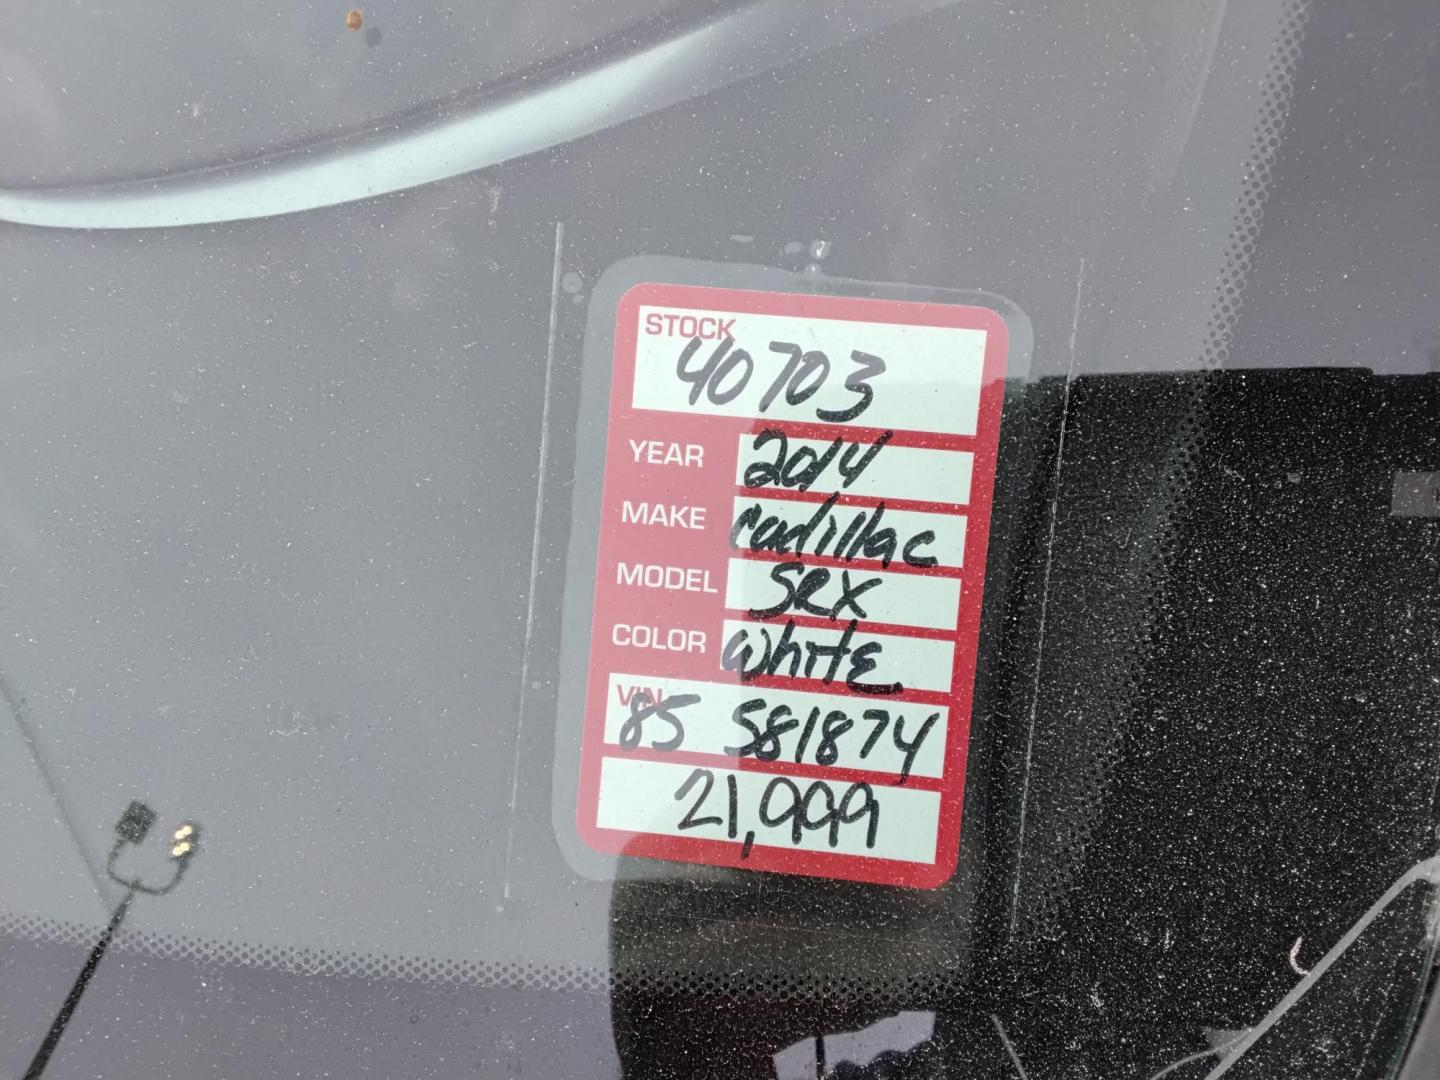 STOCK
40703
YEAR 2014
MAKE cadillac
MODEL SRX
COLOR WhitE
VIN
85 581874
21,999